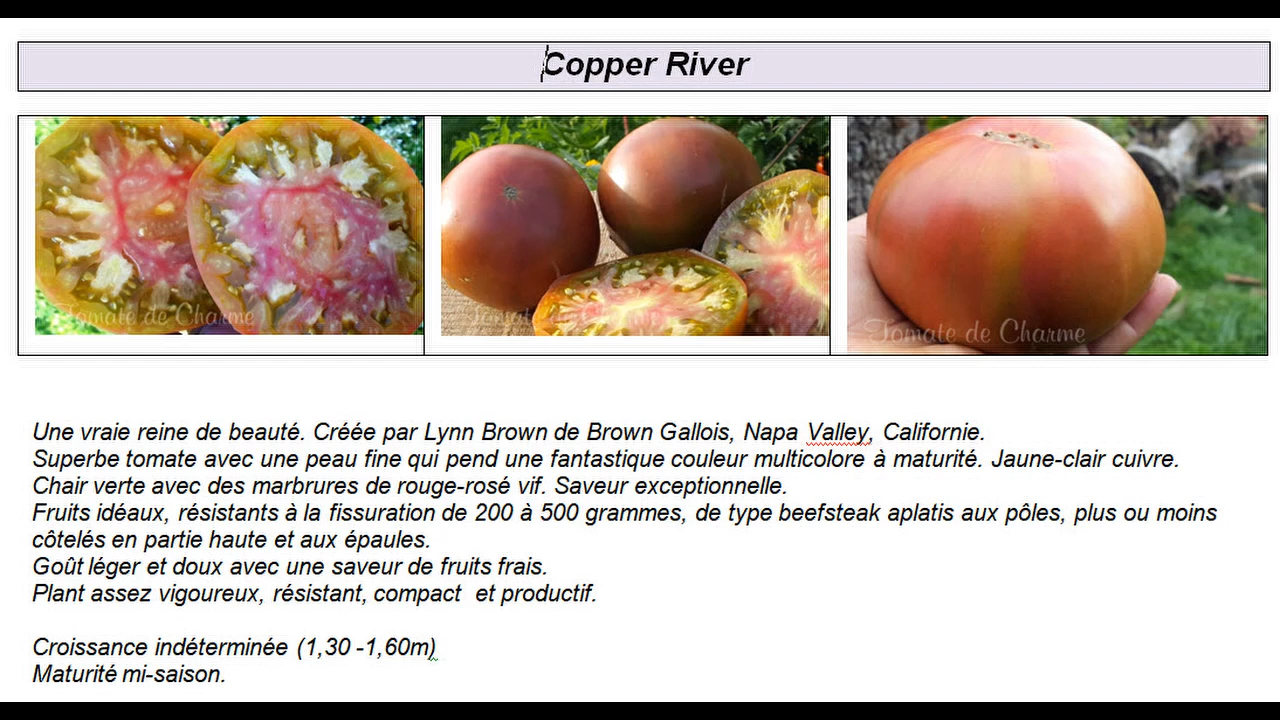 Copper River
Tomate de Charme
Tomate de Charme
Une vraie reine de beauté. Créée par Lynn Brown de Brown Gallois, Napa Valley, Californie.
Superbe tomate avec une peau fine qui pend une fantastique couleur multicolore à maturité. Jaune-clair cuivre.
Chair verte avec des marbrures de rouge-rosé vif. Saveur exceptionnelle.
Fruits idéaux, résistants à la fissuration de 200 à 500 grammes, de type beefsteak aplatis aux pôles, plus ou moins
côtelés en partie haute et aux épaules.
Goût léger et doux avec une saveur de fruits frais.
Plant assez vigoureux, résistant, compact  et productif.
Croissance indéterminée (1,30 -1,60m)
Maturité mi-saison.